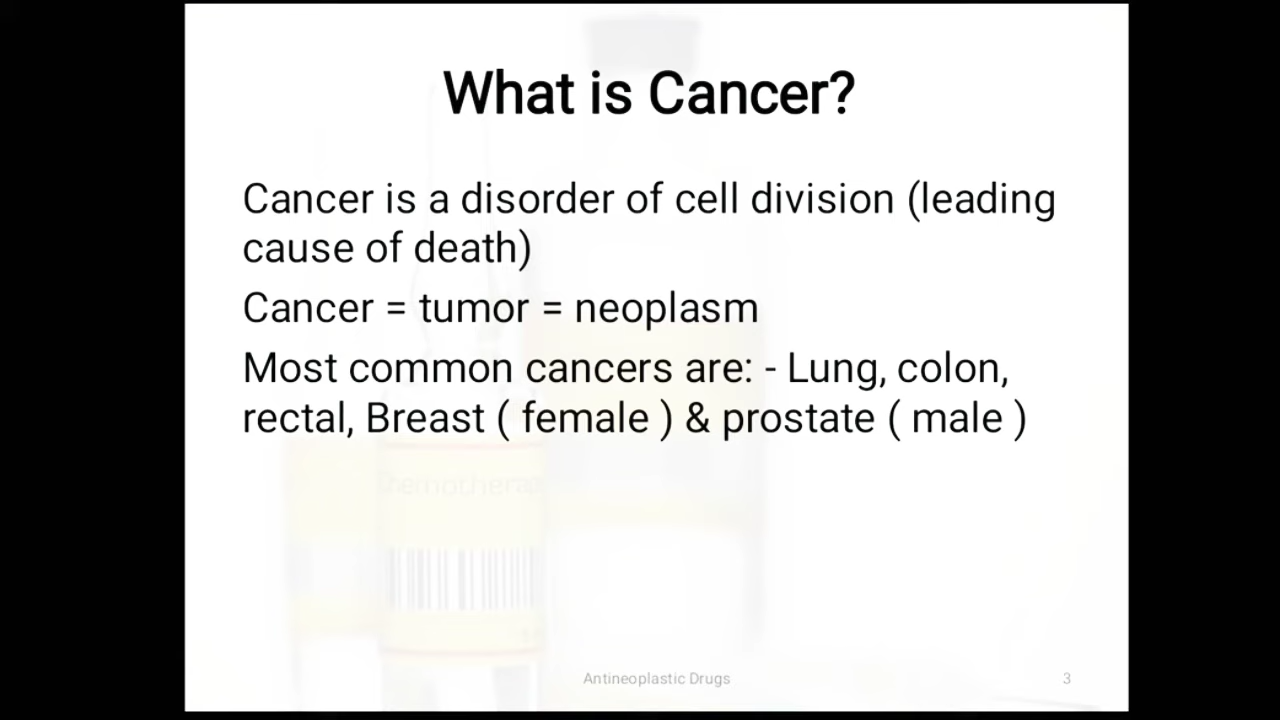 What is Cancer?
Cancer is a disorder of cell division (leading
cause of death)
Cancer = tumor = neoplasm
Most common cancers are: - Lung, colon,
rectal, Breast ( female ) & prostate ( male )
Antineoplastic Drugs
3